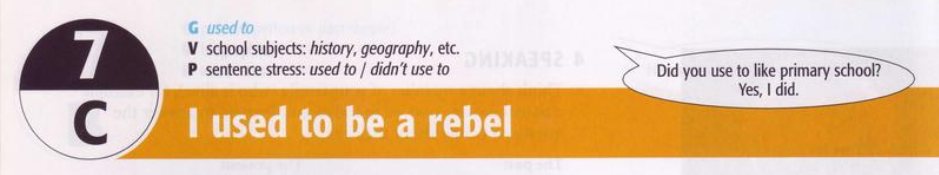 7
C
G used to
V school subjects: history, geography, etc.
P sentence stress: used to / didn't use to
I used to be a rebel
Did you use to like primary school?
Yes, I did.
4 SPEAKING